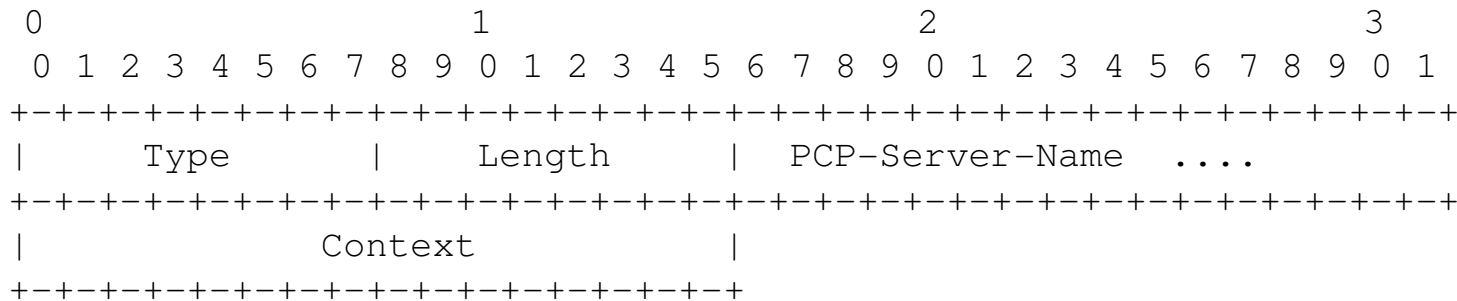 0                   1                   2                   3
 0 1 2 3 4 5 6 7 8 9 0 1 2 3 4 5 6 7 8 9 0 1 2 3 4 5 6 7 8 9 0 1
+-+-+-+-+-+-+-+-+-+-+-+-+-+-+-+-+-+-+-+-+-+-+-+-+-+-+-+-+-+-+-+-+
|     Type      |    Length     |  PCP-Server-Name  ....
+-+-+-+-+-+-+-+-+-+-+-+-+-+-+-+-+-+-+-+-+-+-+-+-+-+-+-+-+-+-+-+-+
|             Context           |
+-+-+-+-+-+-+-+-+-+-+-+-+-+-+-+-+